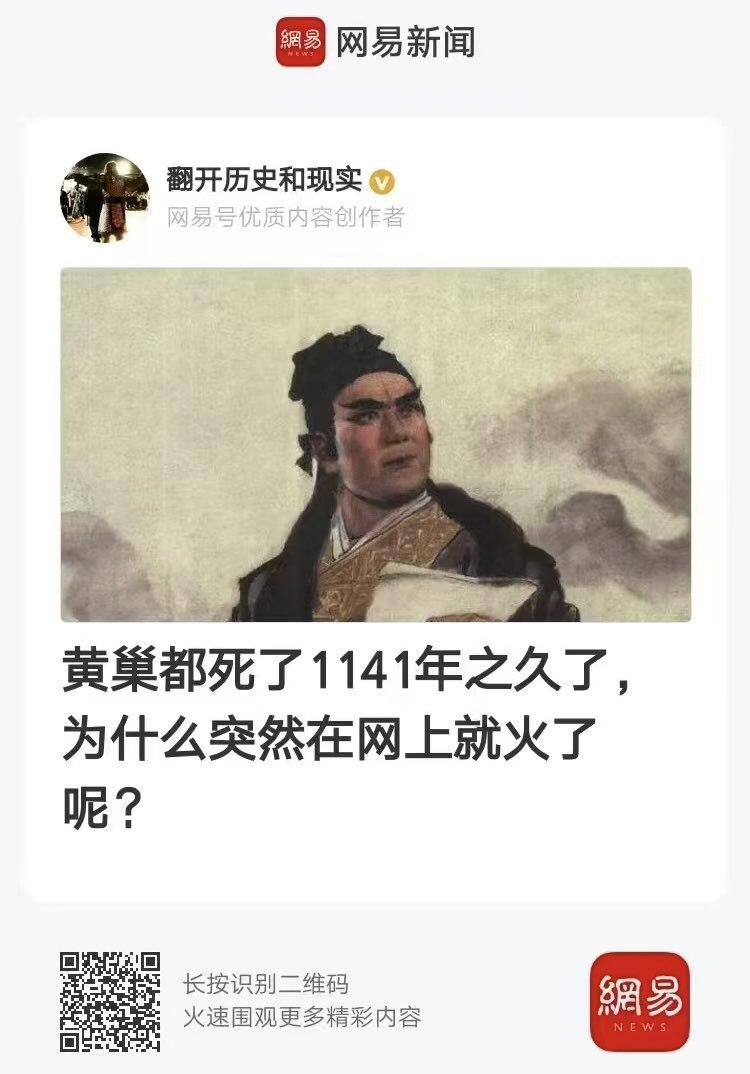 網易
NEWS
网易新闻
翻开历史和现实
网易号优质内容创作者
黄巢都死了1141年之久了，
为什么突然在网上就火了
呢？
长按识别二维码
火速围观更多精彩内容
網易
NEWS